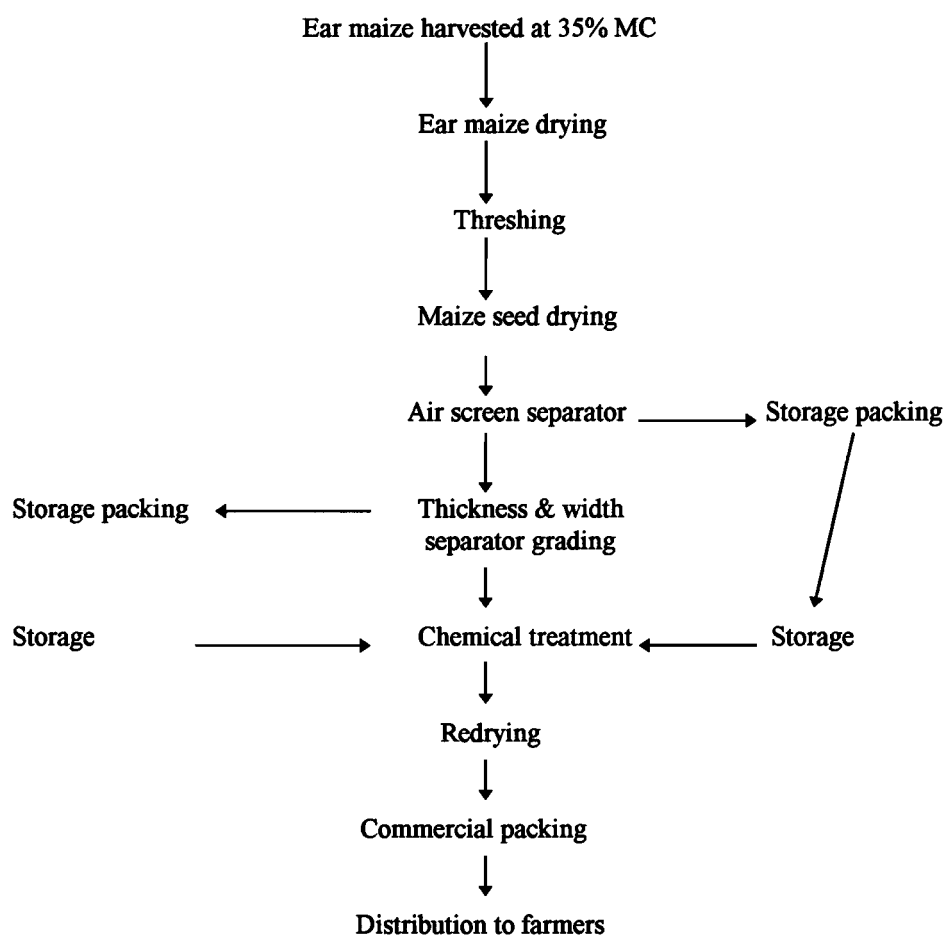 Ear maize harvested at 35% MC
Ear maize drying
Threshing
Maize seed drying
Air screen separator
Storage packing
Storage packing
Thickness & width
separator grading
Storage
Chemical treatment
Storage
Redrying
Commercial packing
Distribution to farmers